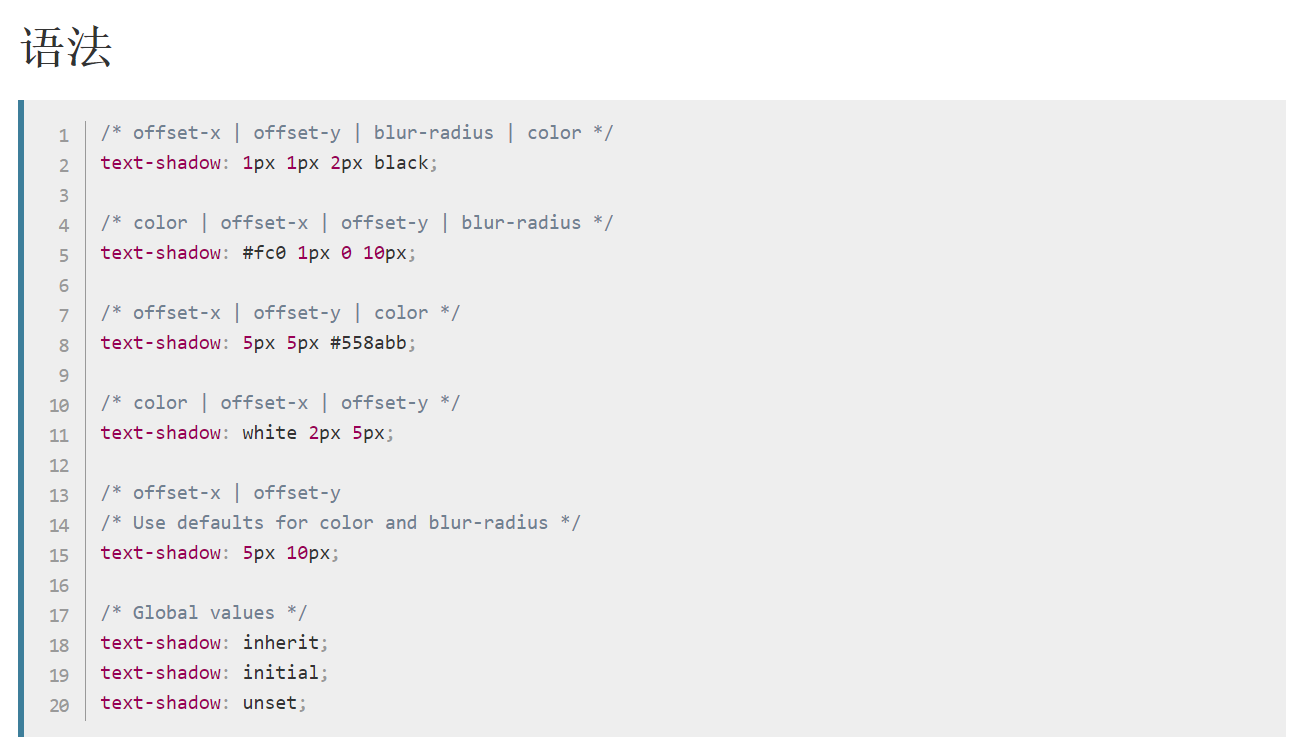 语法
1 /* offset-x | offset-y | blur-radius | color */
2 text-shadow: 1px 1px 2px black;
3
4 /* color | offset-x | offset-y | blur-radius */
5 text-shadow: #fc0 1px 0 10px;
6
7 /* offset-x | offset-y | color */
8 text-shadow: 5px 5px #558abb;
9
10 /* color | offset-x | offset-y */
11 text-shadow: white 2px 5px;
12
13 /* offset-x | offset-y
14 /* Use defaults for color and blur-radius */
15 text-shadow: 5px 10px;
16
17 /* Global values */
18 text-shadow: inherit;
19 text-shadow: initial;
20 text-shadow: unset;